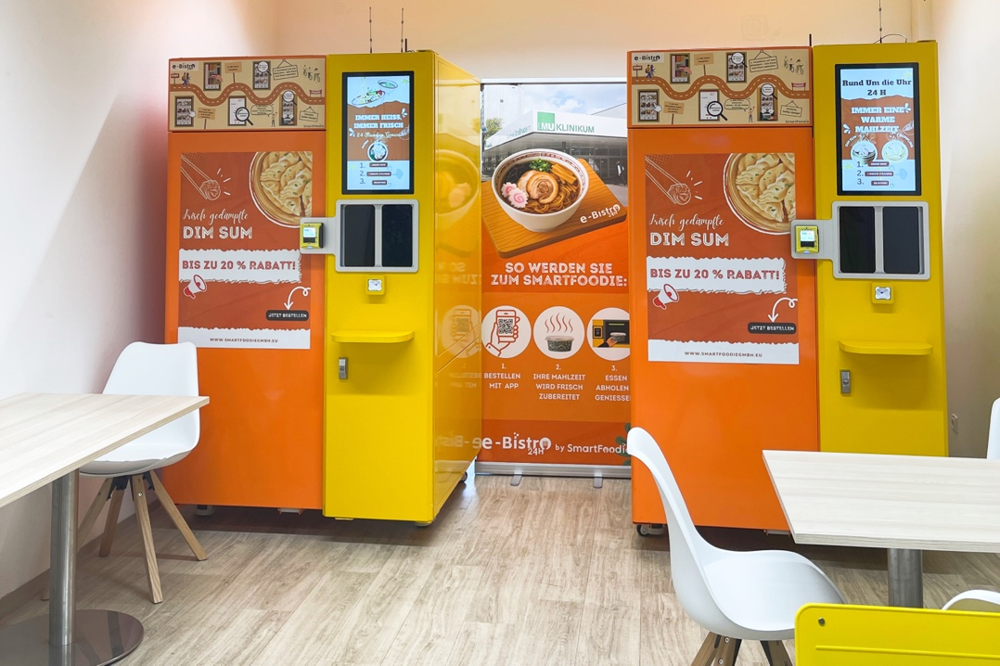 e-Bistro
SmartFoodie
IMMER HEISS,
IMMER FRISCH
1.
2.
3.
Frisch gedämpfte
DIM SUM
BIS ZU 20 % RABATT!
JETZT BESTELLEN
WWW.SMARTFOODIEGMBH.EU
LMU KLINIKUM
e-Bistro
SO WERDEN SIE
ZUM SMARTFOODIE:
1.
BESTELLEN
MIT APP
2.
IHRE MAHLZEIT
WIRD FRISCH
ZUBEREITET
3.
ESSEN
ABHOLEN
GENIESSE
e-Bistro
24H
by SmartFoodie
e-Bistro
SmartFoodie
Rund Um die Uhr
24 H
IMMER EINE
WARME
MAHLZEIT
1.
2.
3.
Frisch gedämpfte
DIM SUM
BIS ZU 20 % RABATT!
JETZT BESTELLEN
WWW.SMARTFOODIEGMBH.EU